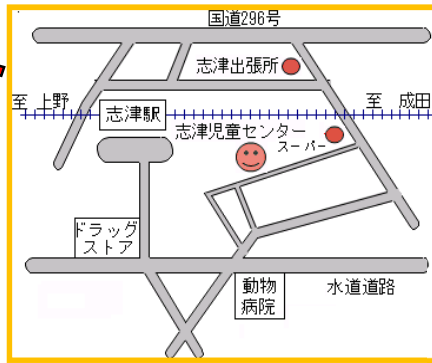 国道296号
志津出張所
至 上野
志津駅
至 成田
志津児童センター
スーパー
ドラッグ
ストア
動物
病院
水道道路